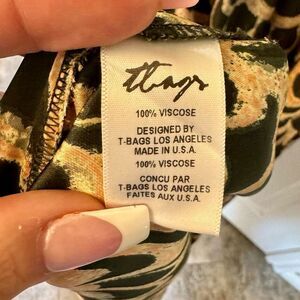 tbags
100% VISCOSE
DESIGNED BY
T-BAGS LOS ANGELES
MADE IN U.S.A.
100% VISCOSE
CONCU PAR
T-BAGS LOS ANGELES
FAITES AUX U.S.A.